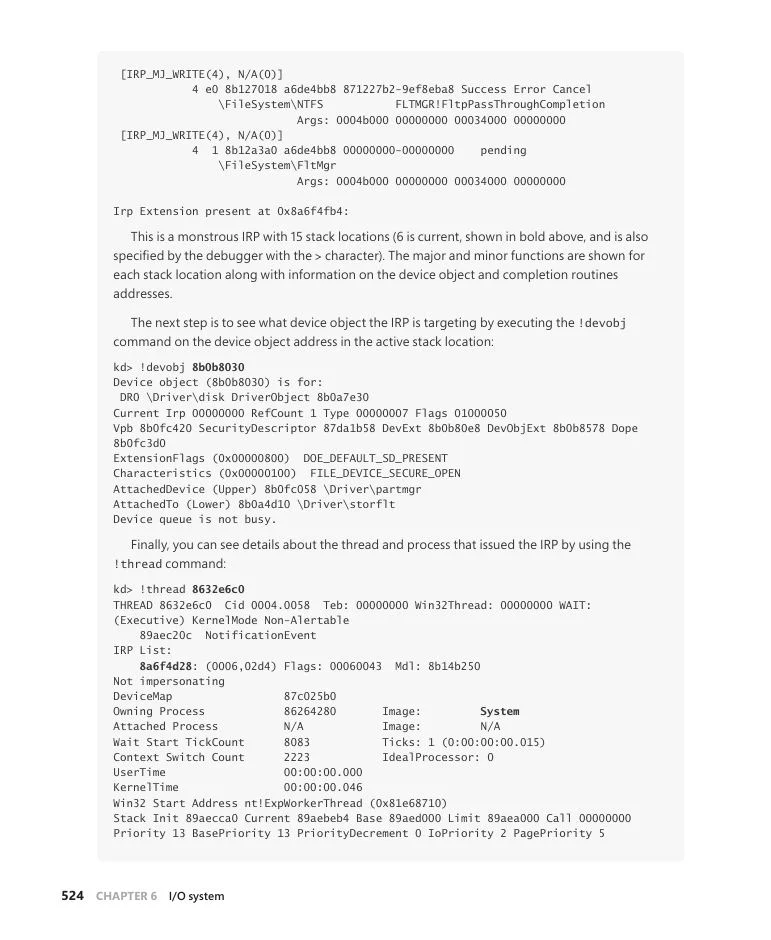 [IRP_MJ_WRITE(4), N/A(0)]
4 e0 8b127018 a6de4bb8 871227b2-9ef8eba8 Success Error Cancel
\FileSystem\NTFS FLTMGR!FltpPassThroughCompletion
Args: 0004b000 00000000 00034000 00000000
[IRP_MJ_WRITE(4), N/A(0)]
4 1 8b12a3a0 a6de4bb8 00000000-00000000 pending
\FileSystem\FltMgr
Args: 0004b000 00000000 00034000 00000000
Irp Extension present at 0x8a6f4fb4:
This is a monstrous IRP with 15 stack locations (6 is current, shown in bold above, and is also
specified by the debugger with the > character). The major and minor functions are shown for
each stack location along with information on the device object and completion routines
addresses.
The next step is to see what device object the IRP is targeting by executing the !devobj
command on the device object address in the active stack location:
kd> !devobj 8b0b8030
Device object (8b0b8030) is for:
DR0 \Driver\disk DriverObject 8b0a7e30
Current Irp 00000000 RefCount 1 Type 00000007 Flags 01000050
Vpb 8b0fc420 SecurityDescriptor 87da1b58 DevExt 8b0b80e8 DevObjExt 8b0b8578 Dope
8b0fc3d0
ExtensionFlags (0x00000800) DOE_DEFAULT_SD_PRESENT
Characteristics (0x00000100) FILE_DEVICE_SECURE_OPEN
AttachedDevice (Upper) 8b0fc058 \Driver\partmgr
AttachedTo (Lower) 8b0a4d10 \Driver\storflt
Device queue is not busy.
Finally, you can see details about the thread and process that issued the IRP by using the
!thread command:
kd> !thread 8632e6c0
THREAD 8632e6c0 Cid 0004.0058 Teb: 00000000 Win32Thread: 00000000 WAIT:
(Executive) KernelMode Non-Alertable
89aec20c NotificationEvent
IRP List:
8a6f4d28: (0006,02d4) Flags: 00060043 Mdl: 8b14b250
Not impersonating
DeviceMap 87c025b0
Owning Process 86264280 Image: System
Attached Process N/A Image: N/A
Wait Start TickCount 8083 Ticks: 1 (0:00:00:00.015)
Context Switch Count 2223 IdealProcessor: 0
UserTime 00:00:00.000
KernelTime 00:00:00.046
Win32 Start Address nt!ExpWorkerThread (0x81e68710)
Stack Init 89aecca0 Current 89aebeb4 Base 89aed000 Limit 89aea000 Call 00000000
Priority 13 BasePriority 13 PriorityDecrement 0 IoPriority 2 PagePriority 5
524 CHAPTER 6 I/O system